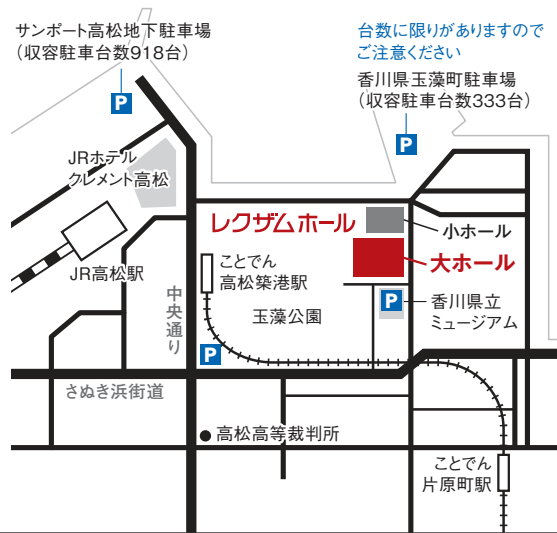 サンポート高松地下駐車場
（収容駐車台数918台）
P
台数に限りがありますので
ご注意ください
香川県玉藻町駐車場
（収容駐車台数333台）
P
JRホテル
クレメント高松
レクザムホール
小ホール
大ホール
ことでん
高松築港駅
JR高松駅
中央通り
玉藻公園
P
香川県立
ミュージアム
P
さぬき浜街道
高松高等裁判所
ことでん
片原町駅